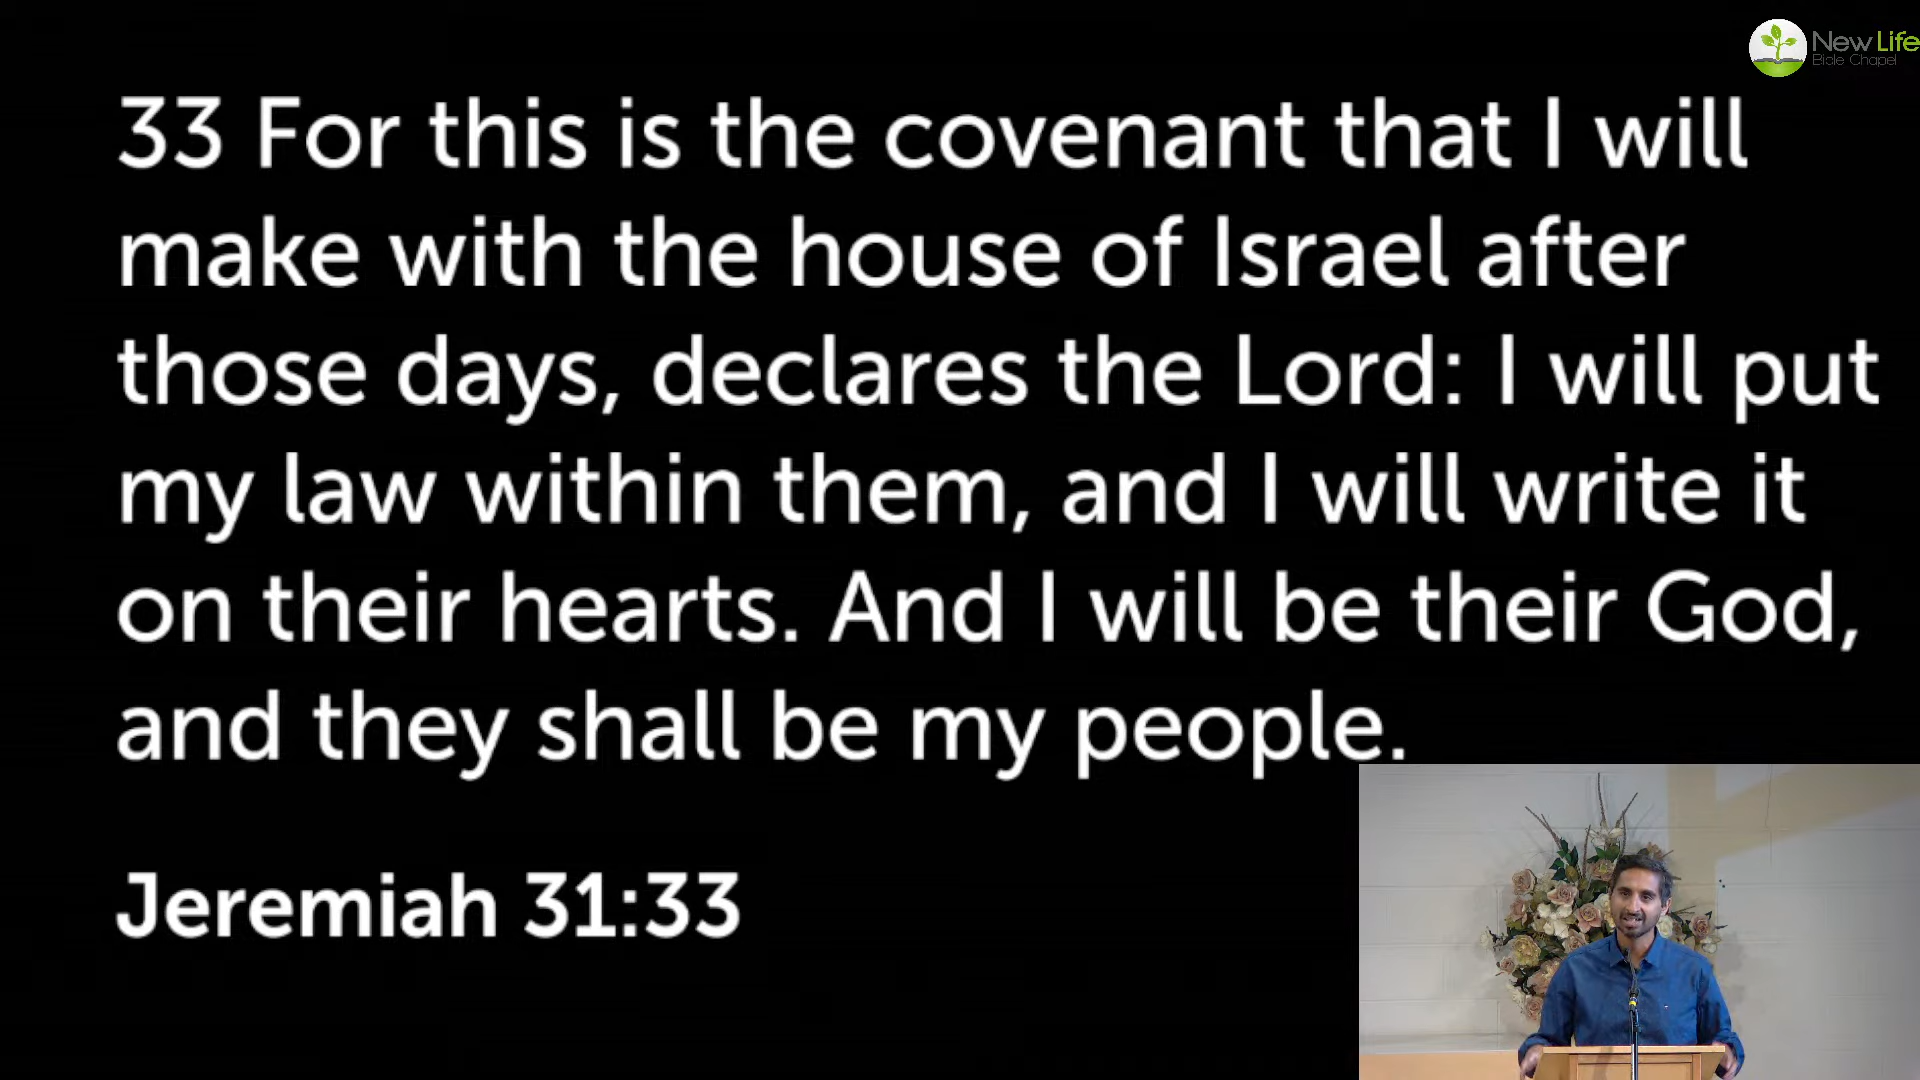 New Life
Bible Chapel
33 For this is the covenant that I will
make with the house of Israel after
those days, declares the Lord: I will put
my law within them, and I will write it
on their hearts. And I will be their God,
and they shall be my people.
Jeremiah 31:33